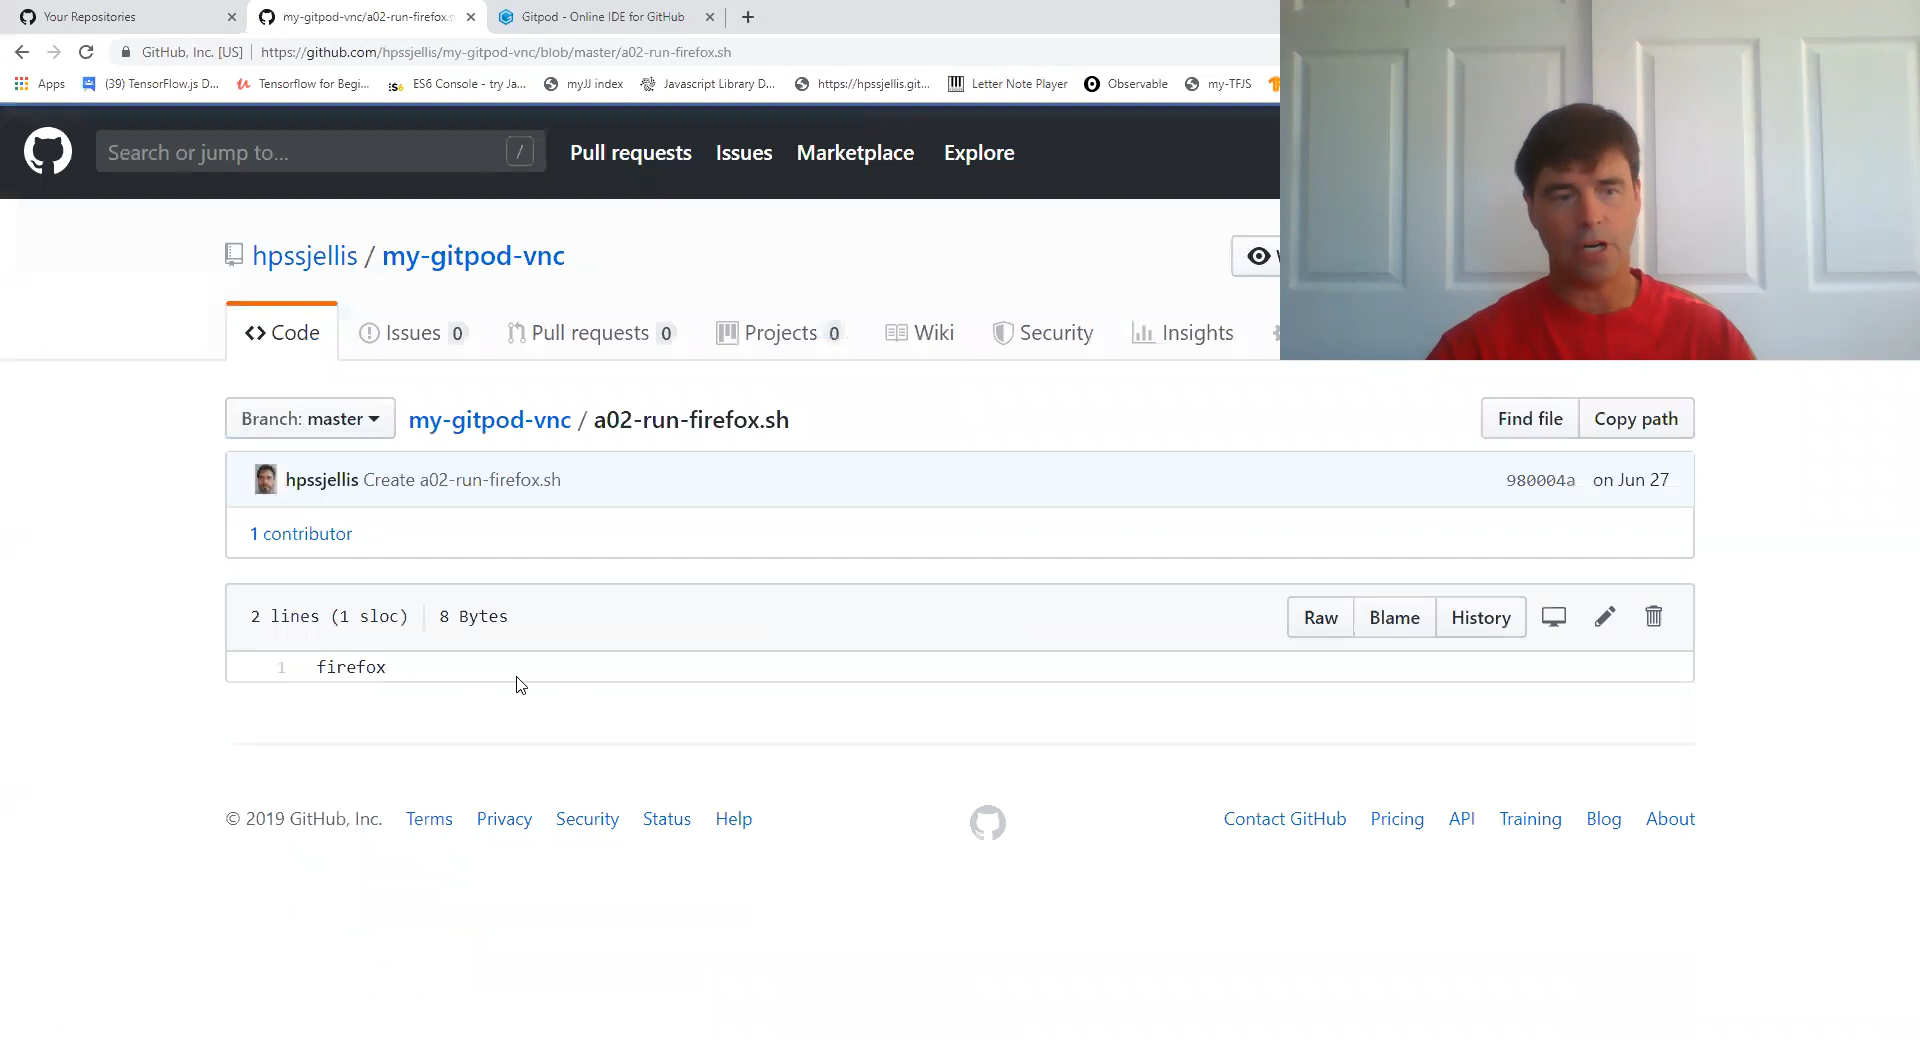 Your Repositories
my-gitpod-vnc/a02-run-firefox.s
Gitpod - Online IDE for GitHub
GitHub, Inc. [US] https://github.com/hpssjellis/my-gitpod-vnc/blob/master/a02-run-firefox.sh
Apps (39) TensorFlow.js D... Tensorflow for Begi... ES6 Console - try Ja... myJJ index Javascript Library D... https://hpssjellis.git... Letter Note Player Observable my-TFJS
Search or jump to... /
Pull requests Issues Marketplace Explore
hpssjellis / my-gitpod-vnc
Code Issues 0 Pull requests 0 Projects 0 Wiki Security Insights
Branch: master my-gitpod-vnc / a02-run-firefox.sh Find file Copy path
hpssjellis Create a02-run-firefox.sh 980004a on Jun 27
1 contributor
2 lines (1 sloc) 8 Bytes Raw Blame History
1 firefox
© 2019 GitHub, Inc. Terms Privacy Security Status Help Contact GitHub Pricing API Training Blog About